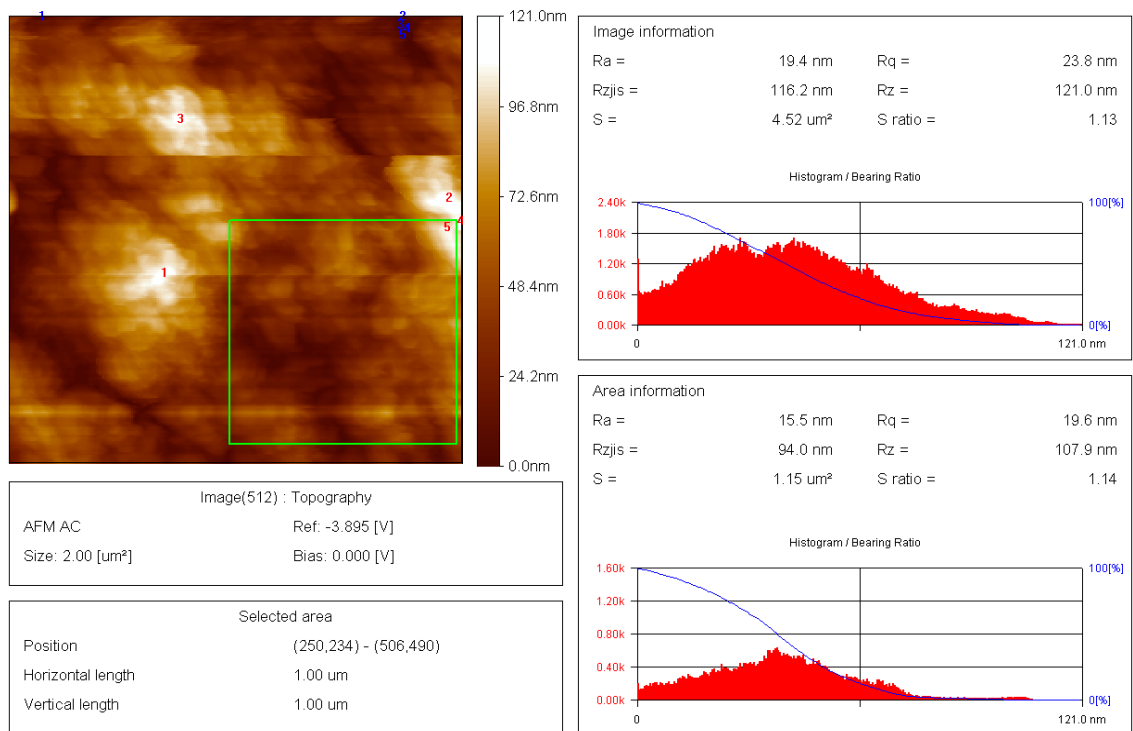 1
2
3
2
4
5
1
121.0nm
96.8nm
72.6nm
48.4nm
24.2nm
0.0nm
Image(512) : Topography
AFM AC Ref: -3.895 [V]
Size: 2.00 [um²] Bias: 0.000 [V]
Selected area
Position (250,234) - (506,490)
Horizontal length 1.00 um
Vertical length 1.00 um
Image information
Ra = 19.4 nm Rq = 23.8 nm
Rzjis = 116.2 nm Rz = 121.0 nm
S = 4.52 um² S ratio = 1.13
Histogram / Bearing Ratio
2.40k 100[%]
1.80k
1.20k
0.60k
0.00k 0[%]
0 121.0 nm
Area information
Ra = 15.5 nm Rq = 19.6 nm
Rzjis = 94.0 nm Rz = 107.9 nm
S = 1.15 um² S ratio = 1.14
Histogram / Bearing Ratio
1.60k 100[%]
1.20k
0.80k
0.40k
0.00k 0[%]
0 121.0 nm